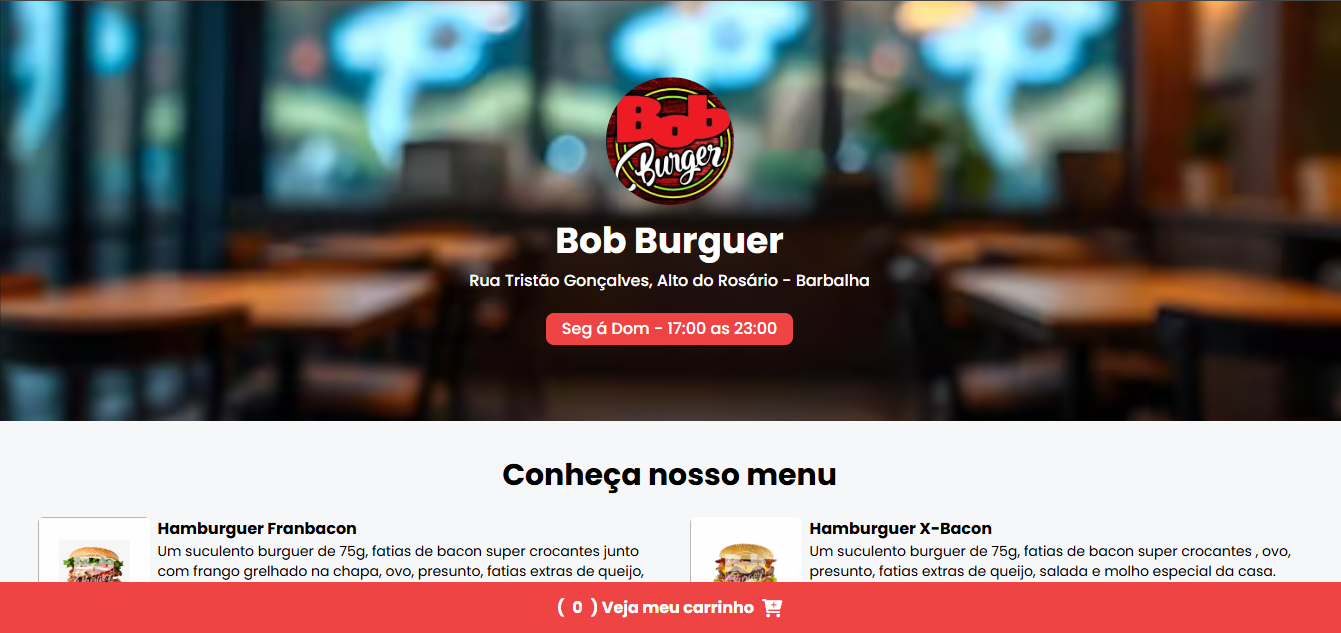 Bob
Burger
Bob Burguer
Rua Tristão Gonçalves, Alto do Rosário - Barbalha
Seg á Dom - 17:00 as 23:00
Conheça nosso menu
Hamburguer Franbacon
Um suculento burguer de 75g, fatias de bacon super crocantes junto
com frango grelhado na chapa, ovo, presunto, fatias extras de queijo,
Hamburguer X-Bacon
Um suculento burguer de 75g, fatias de bacon super crocantes , ovo,
presunto, fatias extras de queijo, salada e molho especial da casa.
( 0 ) Veja meu carrinho